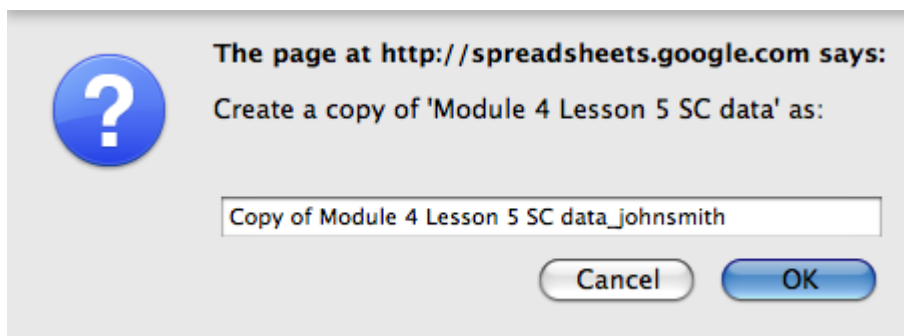 The page at http://spreadsheets.google.com says:
Create a copy of 'Module 4 Lesson 5 SC data' as:
Copy of Module 4 Lesson 5 SC data_johnsmith
Cancel OK